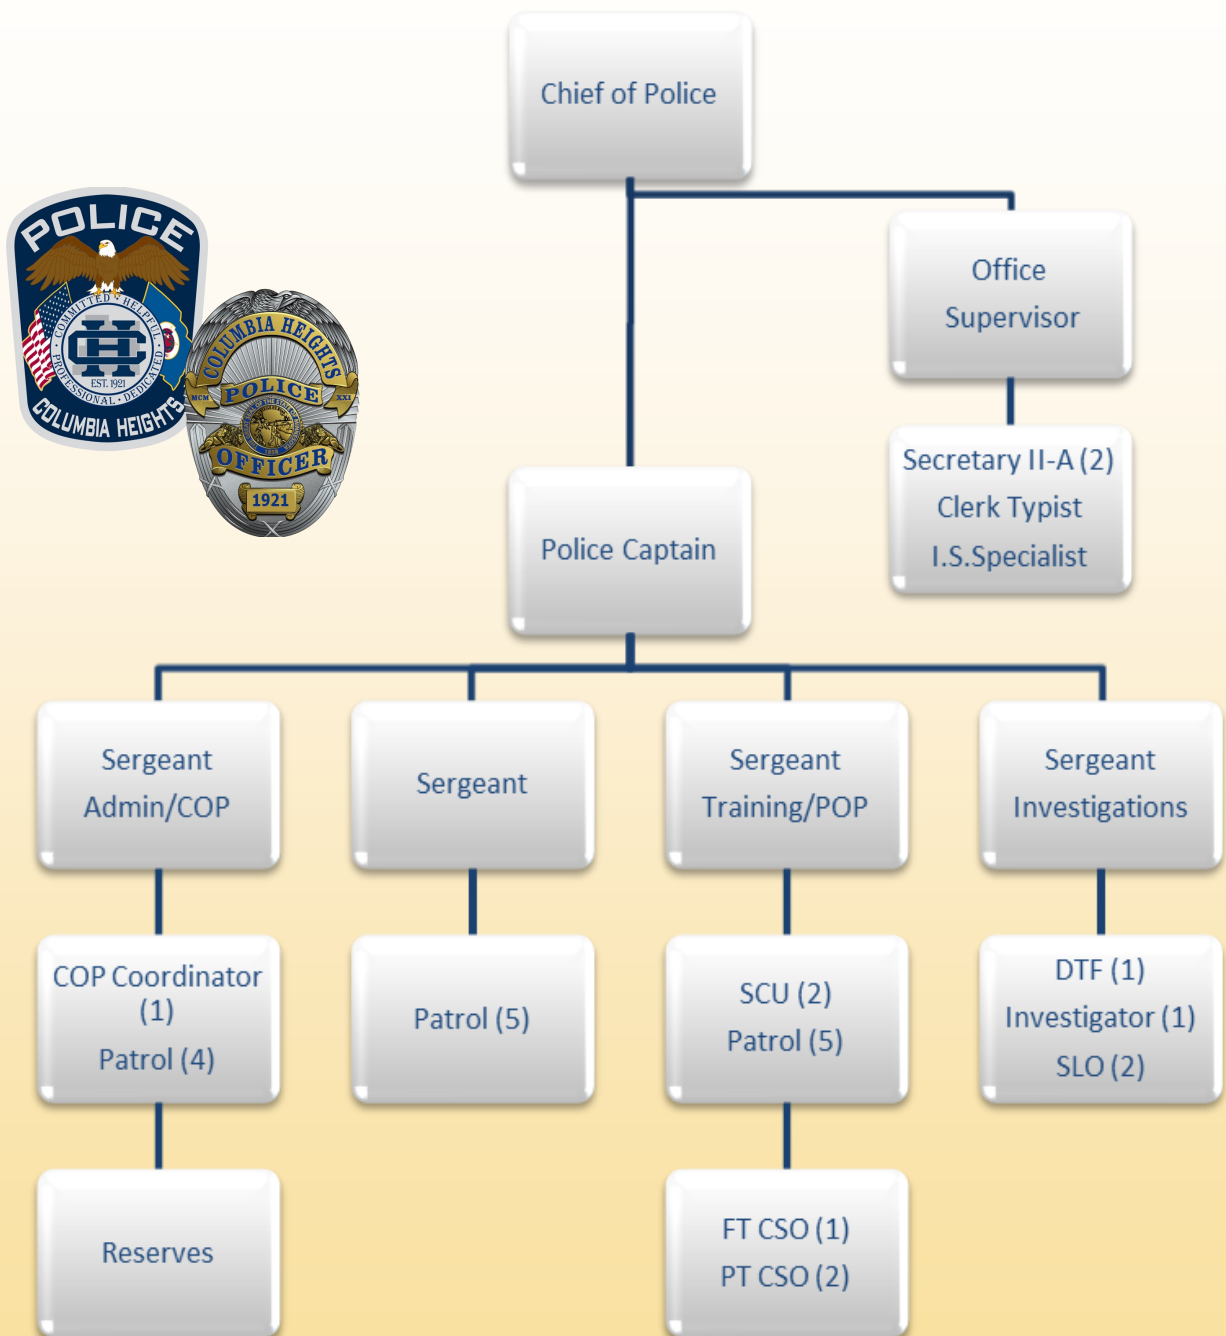 Chief of Police
Office
Supervisor
Secretary II-A (2)
Clerk Typist
I.S.Specialist
POLICE
COMMITTED · HELPFUL · PROFESSIONAL · DEDICATED
CH
EST. 1921
COLUMBIA HEIGHTS
COLUMBIA HEIGHTS
MCM
POLICE
XXI
OFFICER
1921
Police Captain
Sergeant
Admin/COP
Sergeant
Sergeant
Training/POP
Sergeant
Investigations
COP Coordinator
(1)
Patrol (4)
Patrol (5)
SCU (2)
Patrol (5)
DTF (1)
Investigator (1)
SLO (2)
Reserves
FT CSO (1)
PT CSO (2)